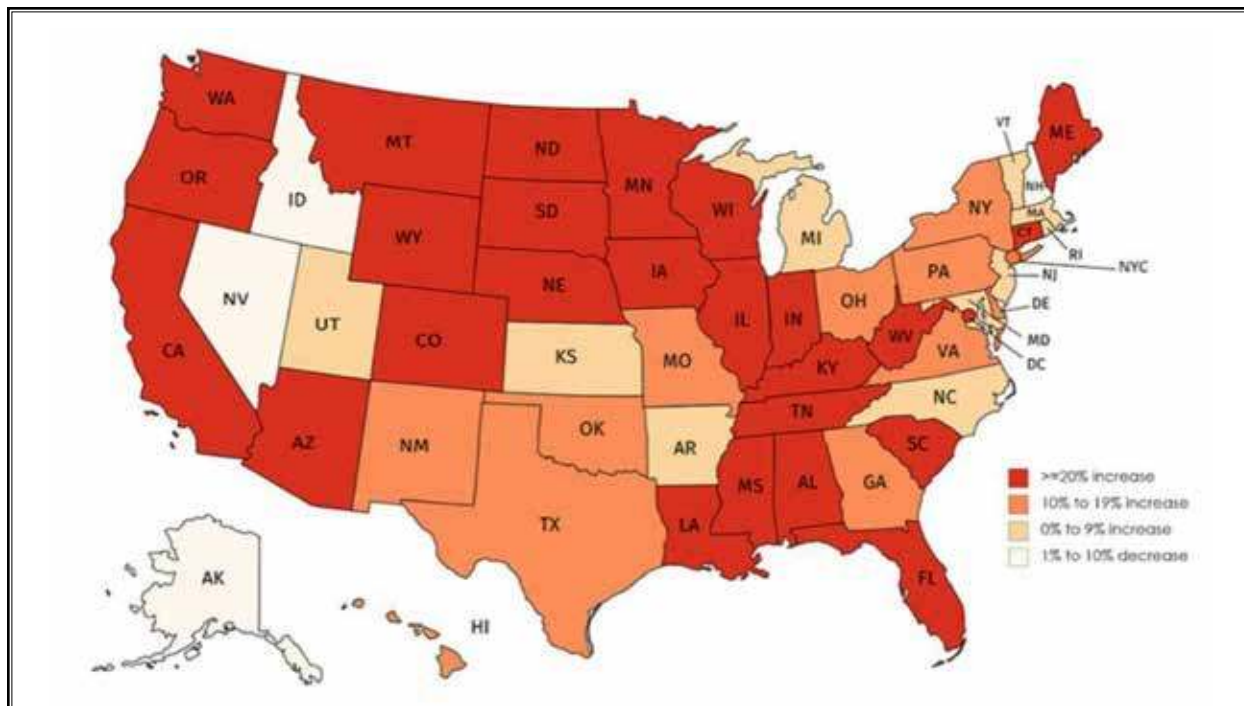 WA
MT
ND
MN
OR
ID
SD
WI
WY
MI
VT
ME
NH
NY
MA
CT
RI
NYC
NJ
PA
IA
NE
NV
UT
CO
IL
IN
OH
DE
MD
DC
WV
VA
CA
KS
MO
KY
NC
TN
AZ
NM
OK
AR
SC
MS
AL
GA
TX
LA
FL
AK
HI
>=20% increase
10% to 19% increase
0% to 9% increase
1% to 10% decrease